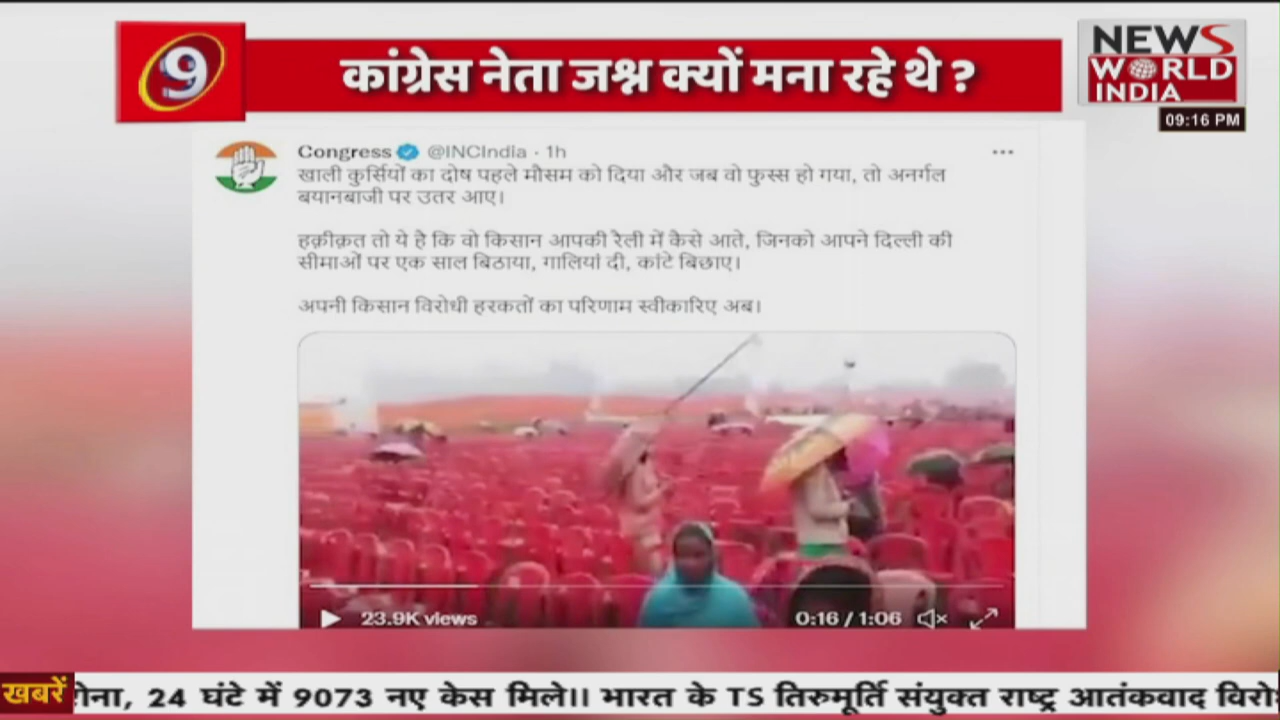 9
कांग्रेस नेता जश्न क्यों मना रहे थे ?
NEWS
WORLD
INDIA
09:16 PM
Congress @INCIndia · 1h
खाली कुर्सियों का दोष पहले मौसम को दिया और जब वो फुस्स हो गया, तो अनर्गल
बयानबाजी पर उतर आए।
हक़ीक़त तो ये है कि वो किसान आपकी रैली में कैसे आते, जिनको आपने दिल्ली की
सीमाओं पर एक साल बिठाया, गालियां दी, कांटे बिछाए।
अपनी किसान विरोधी हरकतों का परिणाम स्वीकारिए अब।
23.9K views
0:16 / 1:06
खबरें
रोना, 24 घंटे में 9073 नए केस मिले।। भारत के TS तिरुमूर्ति संयुक्त राष्ट्र आतंकवाद विरो